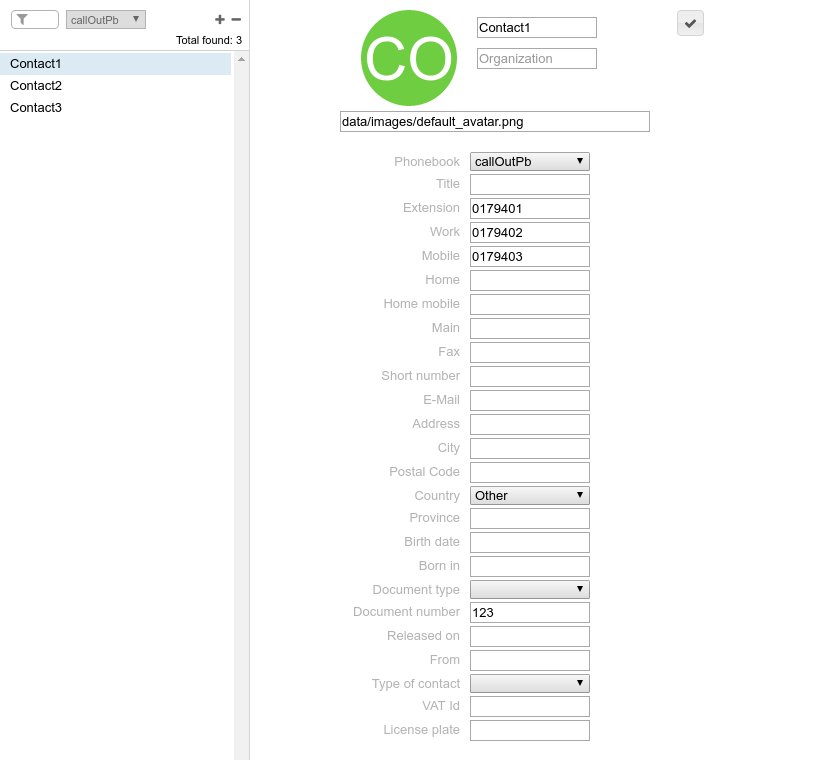 callOutPb
Total found: 3
Contact1
Contact2
Contact3
CO
Contact1
Organization
data/images/default_avatar.png
Phonebook callOutPb
Title
Extension 0179401
Work 0179402
Mobile 0179403
Home
Home mobile
Main
Fax
Short number
E-Mail
Address
City
Postal Code
Country Other
Province
Birth date
Born in
Document type
Document number 123
Released on
From
Type of contact
VAT Id
License plate